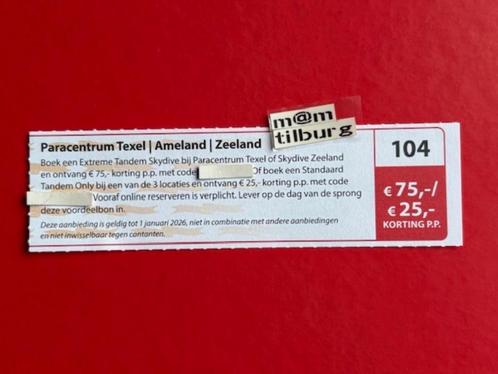 m@m
tilburg
Paracentrum Texel | Ameland | Zeeland
Boek een Extreme Tandem Skydive bij Paracentrum Texel of Skydive Zeeland
en ontvang € 75,- korting p.p. met code Of boek een Standaard
Tandem Only bij een van de 3 locaties en ontvang € 25,- korting p.p. met code
Vooraf online reserveren is verplicht. Lever op de dag van de sprong
deze voordeelbon in.
Deze aanbieding is geldig tot 1 januari 2026, niet in combinatie met andere aanbiedingen
en niet inwisselbaar tegen contanten.
104
€ 75,-/
€ 25,-
KORTING P.P.